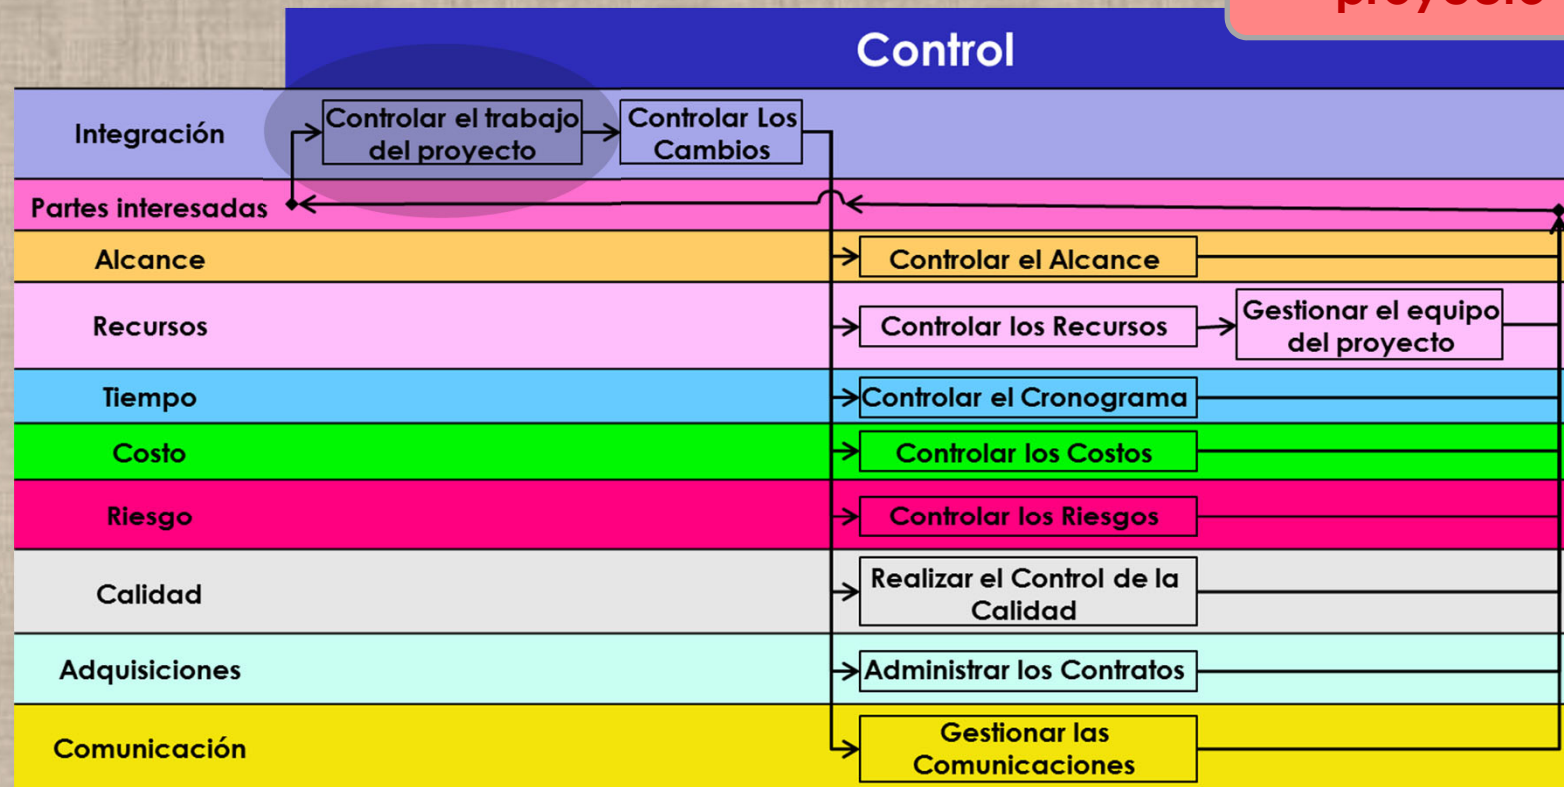 proyecto
Control
Integración
Controlar el trabajo
del proyecto
Controlar Los
Cambios
Partes interesadas
Alcance
Controlar el Alcance
Recursos
Controlar los Recursos
Gestionar el equipo
del proyecto
Tiempo
Controlar el Cronograma
Costo
Controlar los Costos
Riesgo
Controlar los Riesgos
Calidad
Realizar el Control de la
Calidad
Adquisiciones
Administrar los Contratos
Comunicación
Gestionar las
Comunicaciones